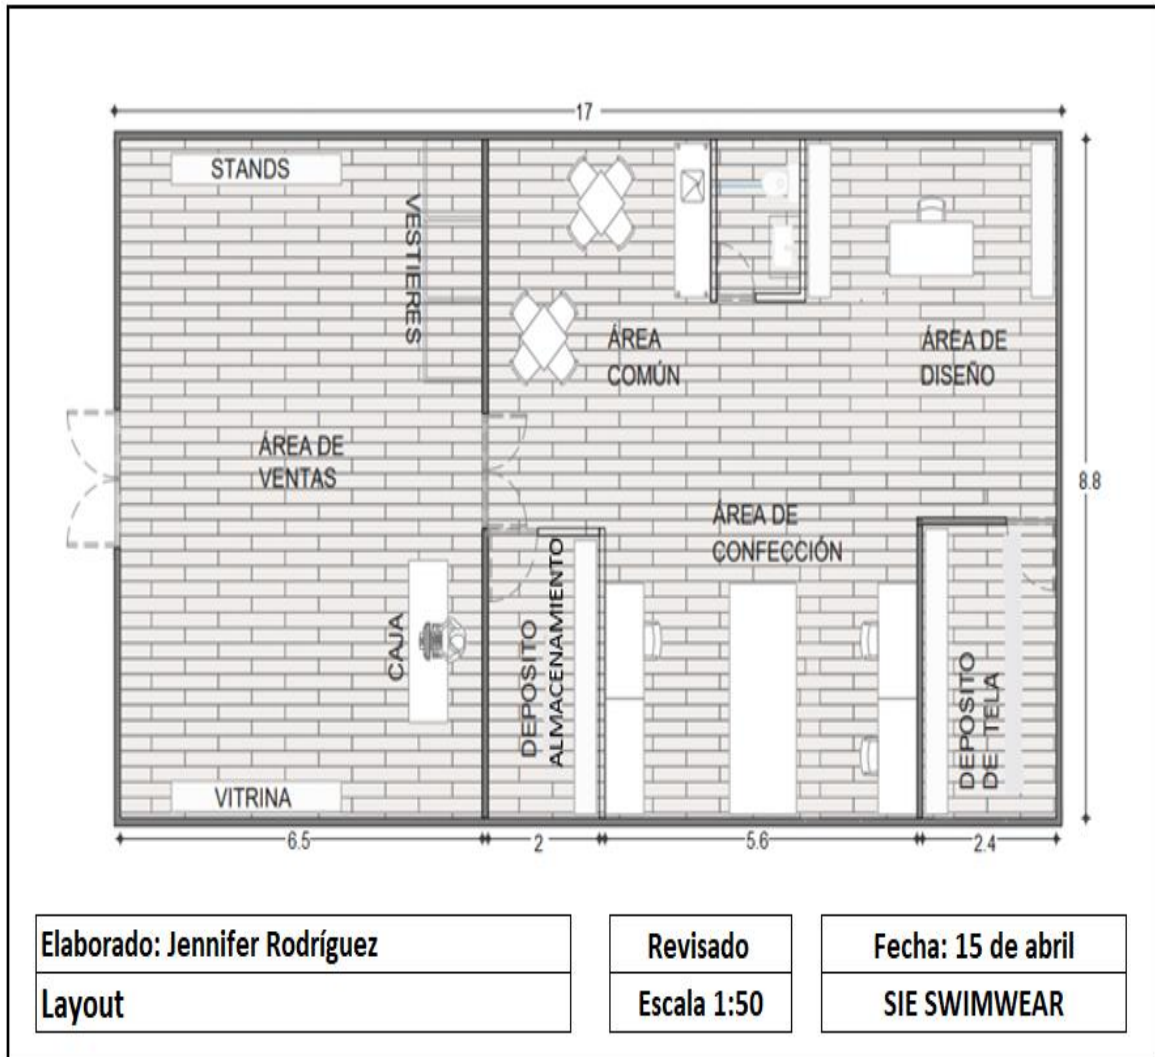 17
STANDS
VESTIERES
ÁREA
COMÚN
ÁREA DE
DISEÑO
ÁREA DE
VENTAS
8.8
ÁREA DE
CONFECCIÓN
CAJA
DEPOSITO
ALMACENAMIENTO
DEPOSITO
DE TELA
VITRINA
6.5
2
5.6
2.4
Elaborado: Jennifer Rodríguez
Revisado
Fecha: 15 de abril
Layout
Escala 1:50
SIE SWIMWEAR